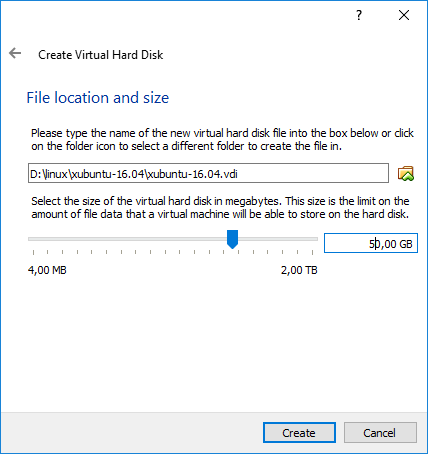 ?
Create Virtual Hard Disk
File location and size
Please type the name of the new virtual hard disk file into the box below or click
on the folder icon to select a different folder to create the file in.
D:\linux\xubuntu-16.04\xubuntu-16.04.vdi
Select the size of the virtual hard disk in megabytes. This size is the limit on the
amount of file data that a virtual machine will be able to store on the hard disk.
50,00 GB
4,00 MB 2,00 TB
Create Cancel